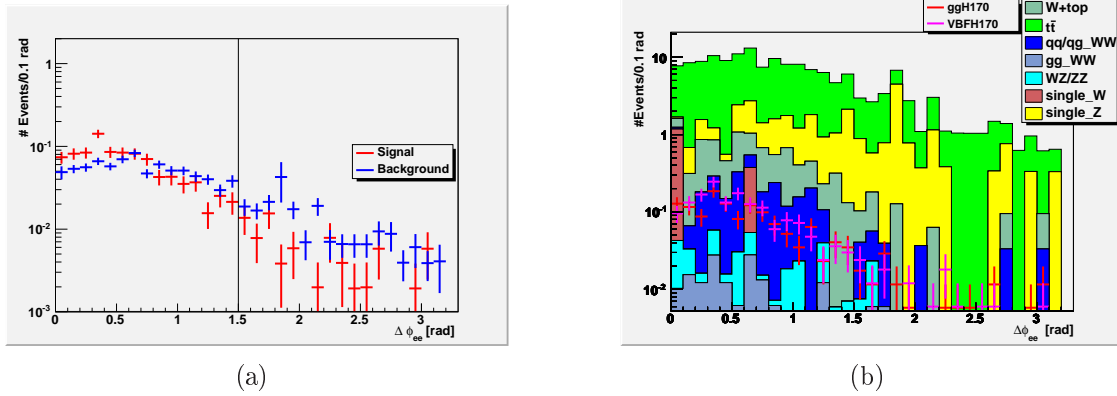 # Events/0.1 rad
1
10⁻¹
10⁻²
10⁻³
Signal
Background
0 0.5 1 1.5 2 2.5 3
Δ ϕee [rad]
(a)
ggH170
VBFH170
W+top
tt̄
qq/qg_WW
gg_WW
WZ/ZZ
single_W
single_Z
#Events/0.1 rad
10
1
10⁻¹
10⁻²
0 0.5 1 1.5 2 2.5 3
Δϕee [rad]
(b)